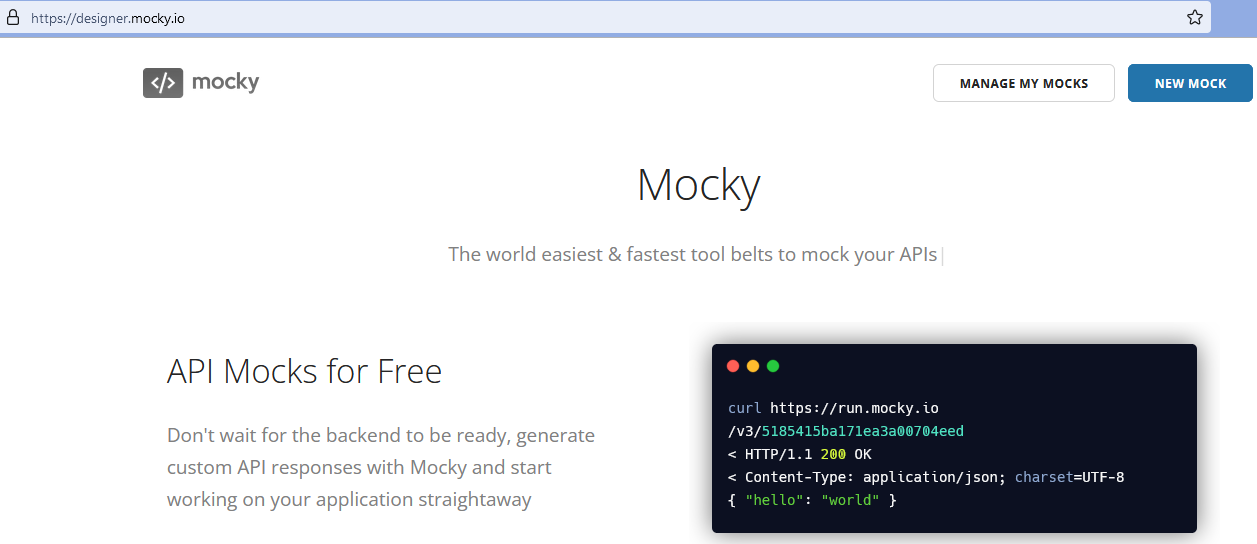 https://designer.mocky.io
</> mocky
MANAGE MY MOCKS
NEW MOCK
Mocky
The world easiest & fastest tool belts to mock your APIs|
API Mocks for Free
Don't wait for the backend to be ready, generate
custom API responses with Mocky and start
working on your application straightaway
curl https://run.mocky.io
/v3/5185415ba171ea3a00704eed
< HTTP/1.1 200 OK
< Content-Type: application/json; charset=UTF-8
{ "hello": "world" }